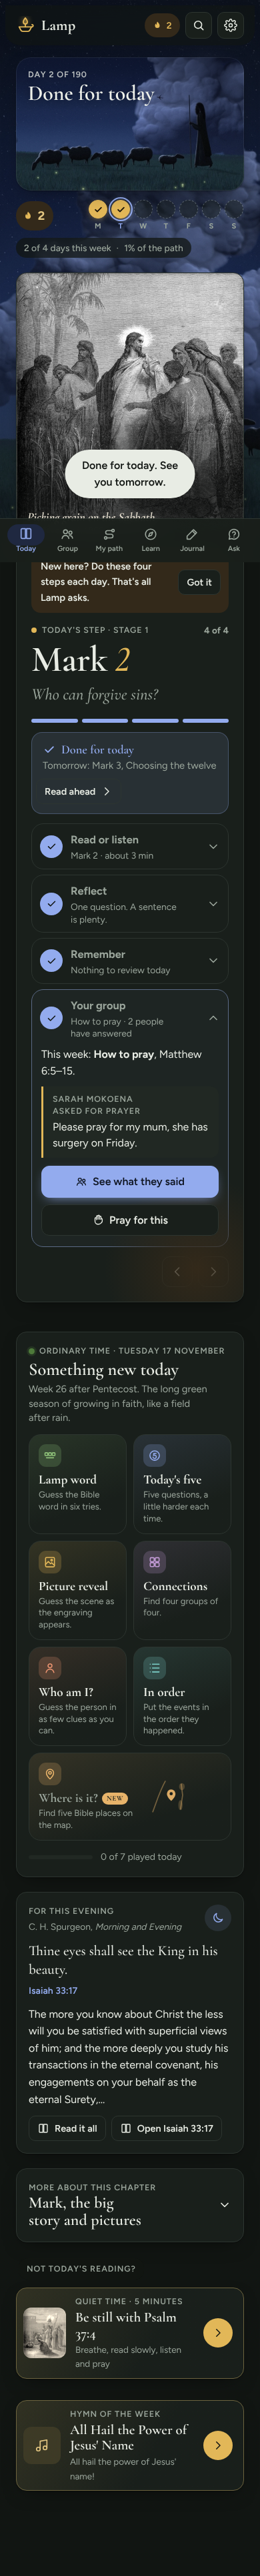 Lamp
2
DAY 2 OF 190
Done for today
2
M T W T F S S
2 of 4 days this week · 1% of the path
Done for today. See
you tomorrow.
Picking grain on the Sabbath
Today Group My path Learn Journal Ask
New here? Do these four
steps each day. That's all
Lamp asks.
Got it
TODAY'S STEP · STAGE 1
4 of 4
Mark 2
Who can forgive sins?
Done for today
Tomorrow: Mark 3, Choosing the twelve
Read ahead
Read or listen
Mark 2 · about 3 min
Reflect
One question. A sentence
is plenty.
Remember
Nothing to review today
Your group
How to pray · 2 people
have answered
This week: How to pray, Matthew
6:5–15.
SARAH MOKOENA
ASKED FOR PRAYER
Please pray for my mum, she has
surgery on Friday.
See what they said
Pray for this
ORDINARY TIME · TUESDAY 17 NOVEMBER
Something new today
Week 26 after Pentecost. The long green
season of growing in faith, like a field
after rain.
Lamp word
Guess the Bible
word in six tries.
Today's five
Five questions, a
little harder each
time.
Picture reveal
Guess the scene as
the engraving
appears.
Connections
Find four groups of
four.
Who am I?
Guess the person in
as few clues as you
can.
In order
Put the events in
the order they
happened.
Where is it? NEW
Find five Bible places on
the map.
0 of 7 played today
FOR THIS EVENING
C. H. Spurgeon, Morning and Evening
Thine eyes shall see the King in his
beauty.
Isaiah 33:17
The more you know about Christ the less
will you be satisfied with superficial views
of him; and the more deeply you study his
transactions in the eternal covenant, his
engagements on your behalf as the
eternal Surety,…
Read it all
Open Isaiah 33:17
MORE ABOUT THIS CHAPTER
Mark, the big
story and pictures
NOT TODAY'S READING?
QUIET TIME · 5 MINUTES
Be still with Psalm
37:4
Breathe, read slowly, listen
and pray
HYMN OF THE WEEK
All Hail the Power of
Jesus' Name
All hail the power of Jesus'
name!